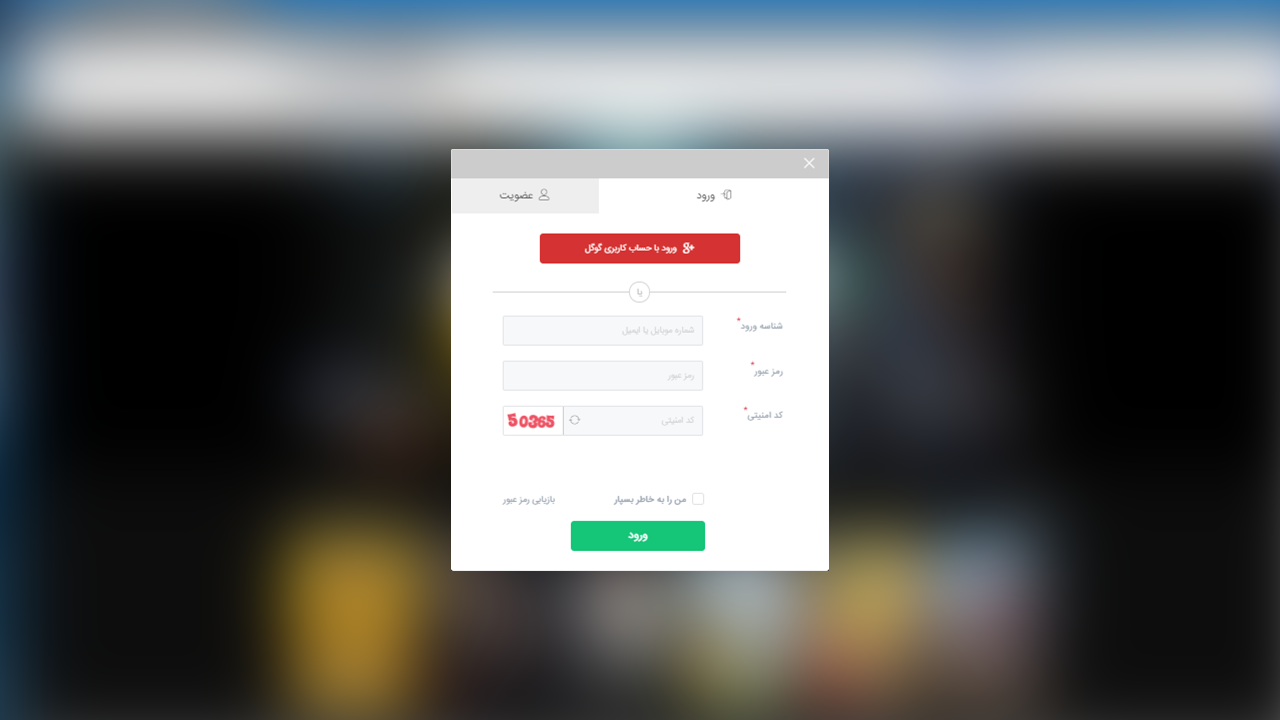 ورود
عضویت
ورود با حساب کاربری گوگل
یا
شناسه ورود*
شماره موبایل یا ایمیل
رمز عبور*
رمز عبور
کد امنیتی*
کد امنیتی
50365
من را به خاطر بسپار
بازیابی رمز عبور
ورود